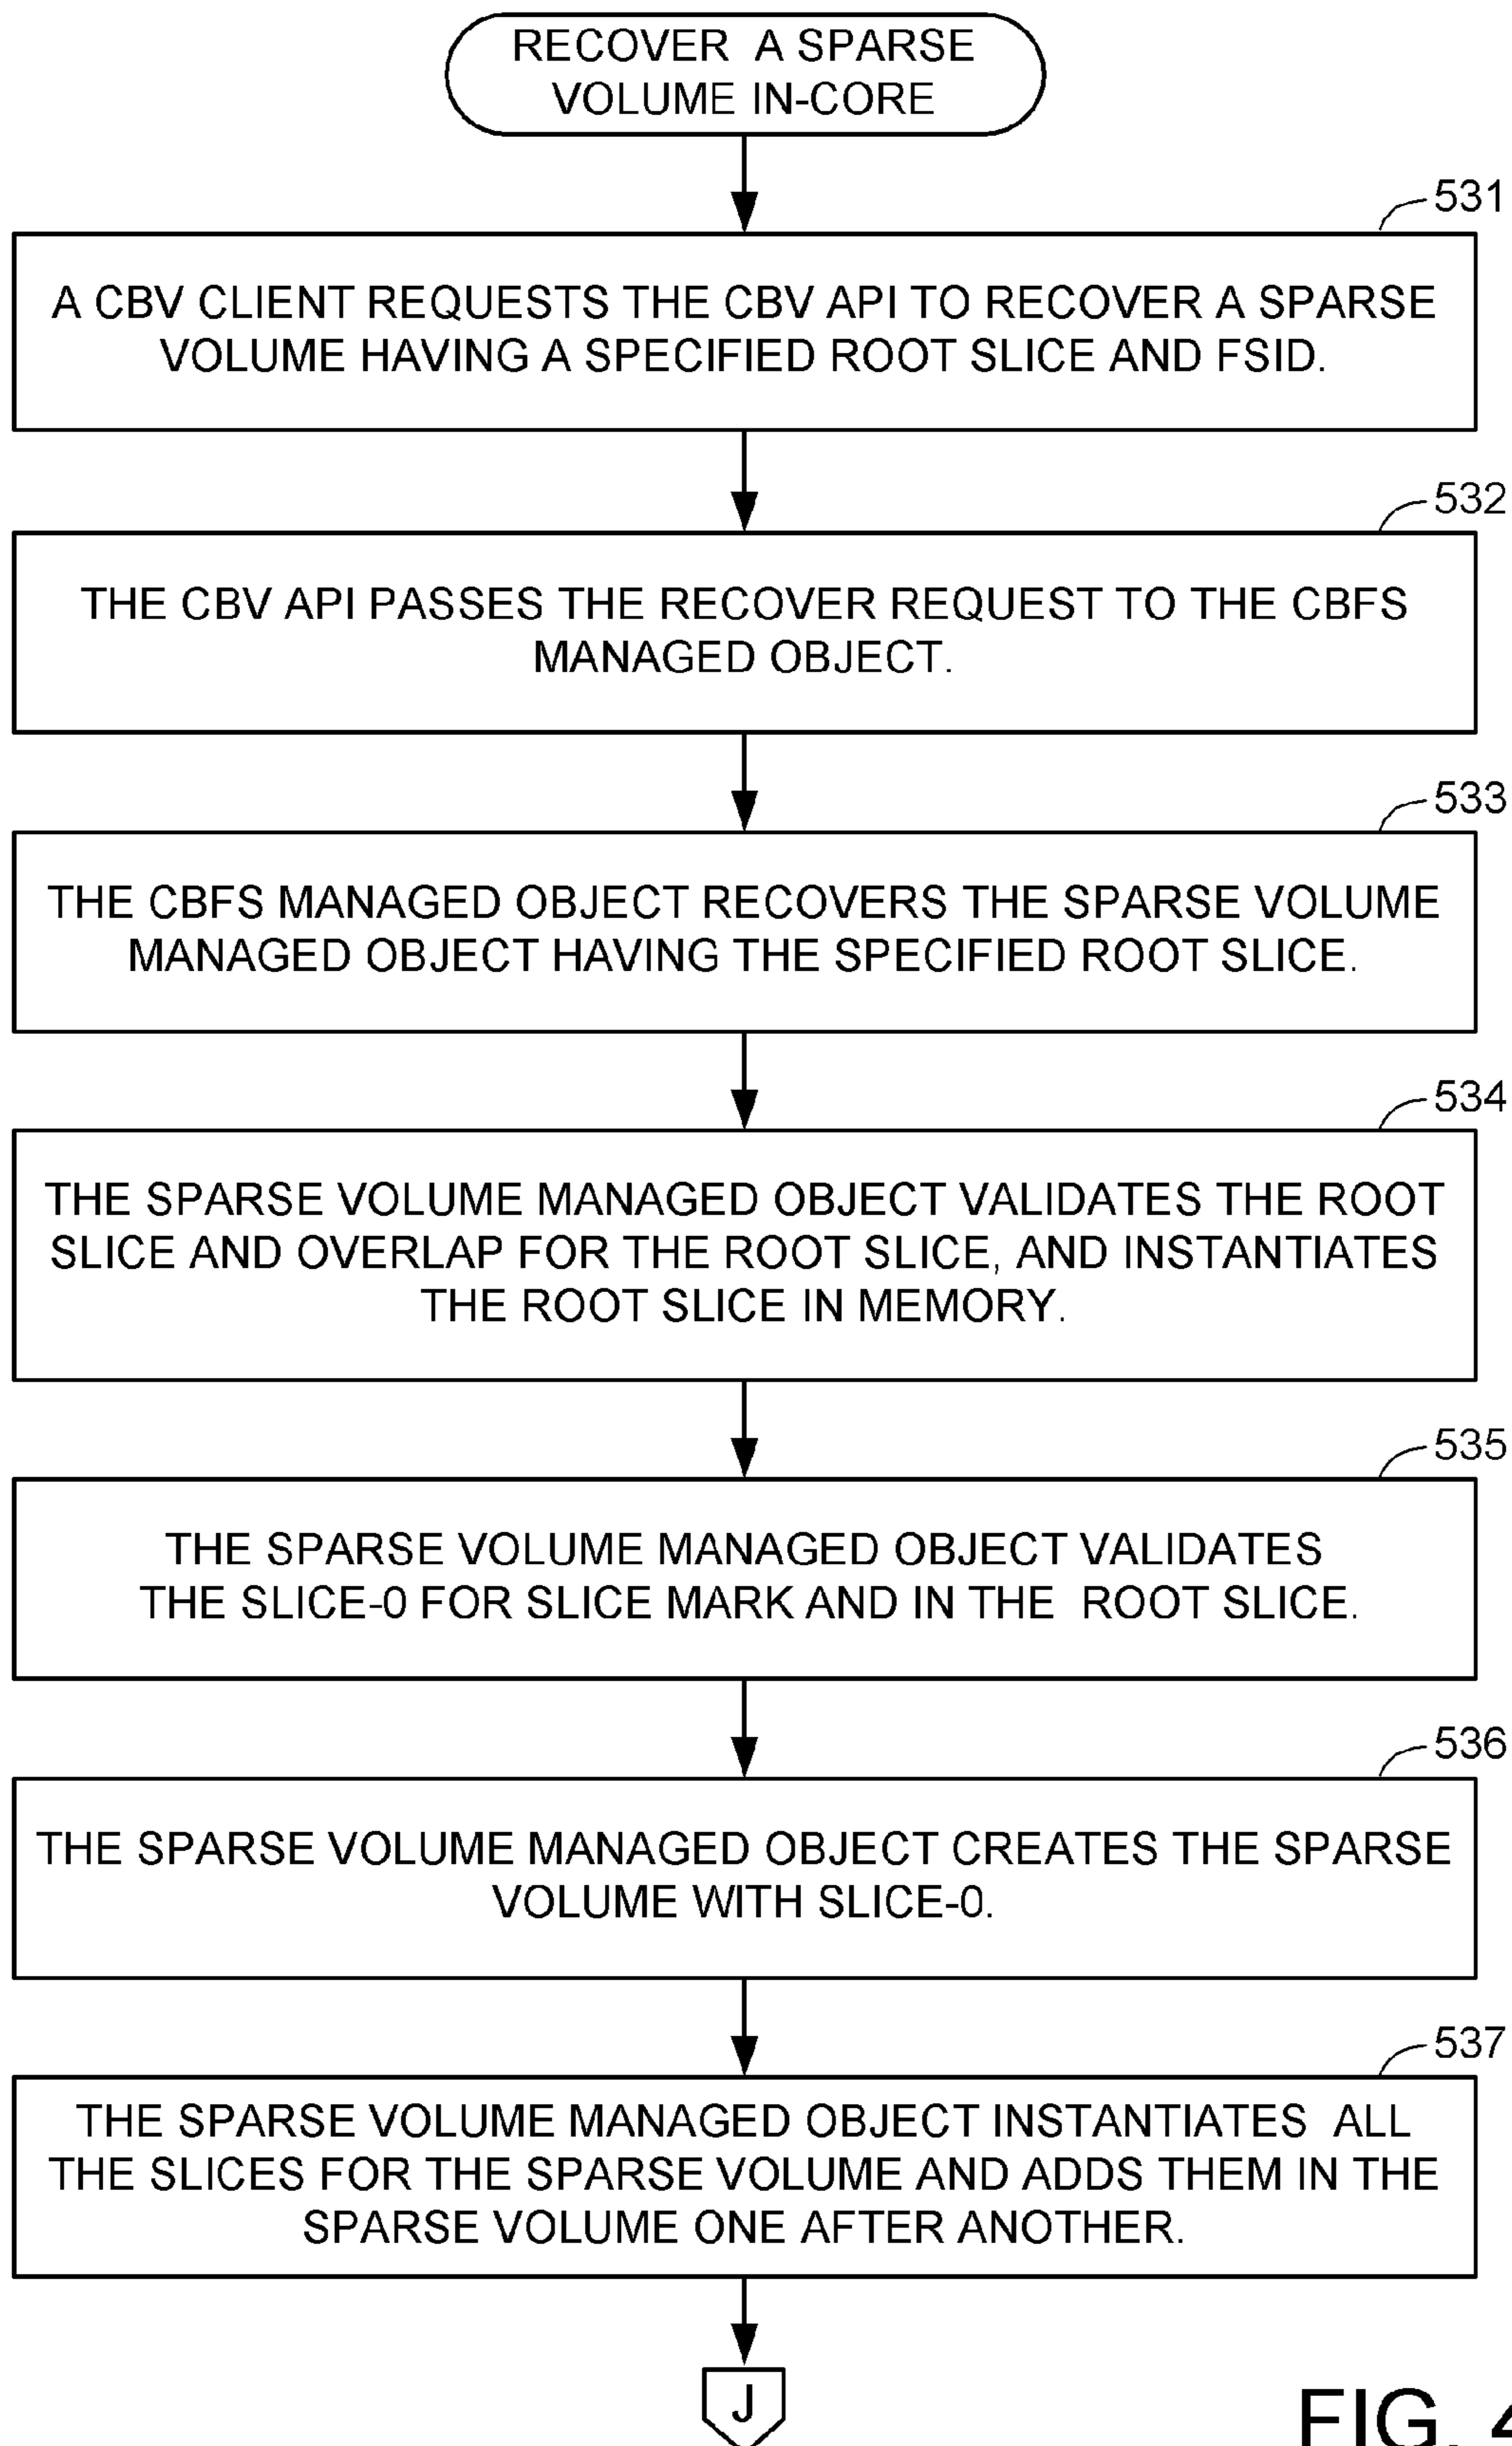 RECOVER A SPARSE
VOLUME IN-CORE
531
A CBV CLIENT REQUESTS THE CBV API TO RECOVER A SPARSE
VOLUME HAVING A SPECIFIED ROOT SLICE AND FSID.
532
THE CBV API PASSES THE RECOVER REQUEST TO THE CBFS
MANAGED OBJECT.
533
THE CBFS MANAGED OBJECT RECOVERS THE SPARSE VOLUME
MANAGED OBJECT HAVING THE SPECIFIED ROOT SLICE.
534
THE SPARSE VOLUME MANAGED OBJECT VALIDATES THE ROOT
SLICE AND OVERLAP FOR THE ROOT SLICE, AND INSTANTIATES
THE ROOT SLICE IN MEMORY.
535
THE SPARSE VOLUME MANAGED OBJECT VALIDATES
THE SLICE-0 FOR SLICE MARK AND IN THE ROOT SLICE.
536
THE SPARSE VOLUME MANAGED OBJECT CREATES THE SPARSE
VOLUME WITH SLICE-0.
537
THE SPARSE VOLUME MANAGED OBJECT INSTANTIATES ALL
THE SLICES FOR THE SPARSE VOLUME AND ADDS THEM IN THE
SPARSE VOLUME ONE AFTER ANOTHER.
J
FIG.